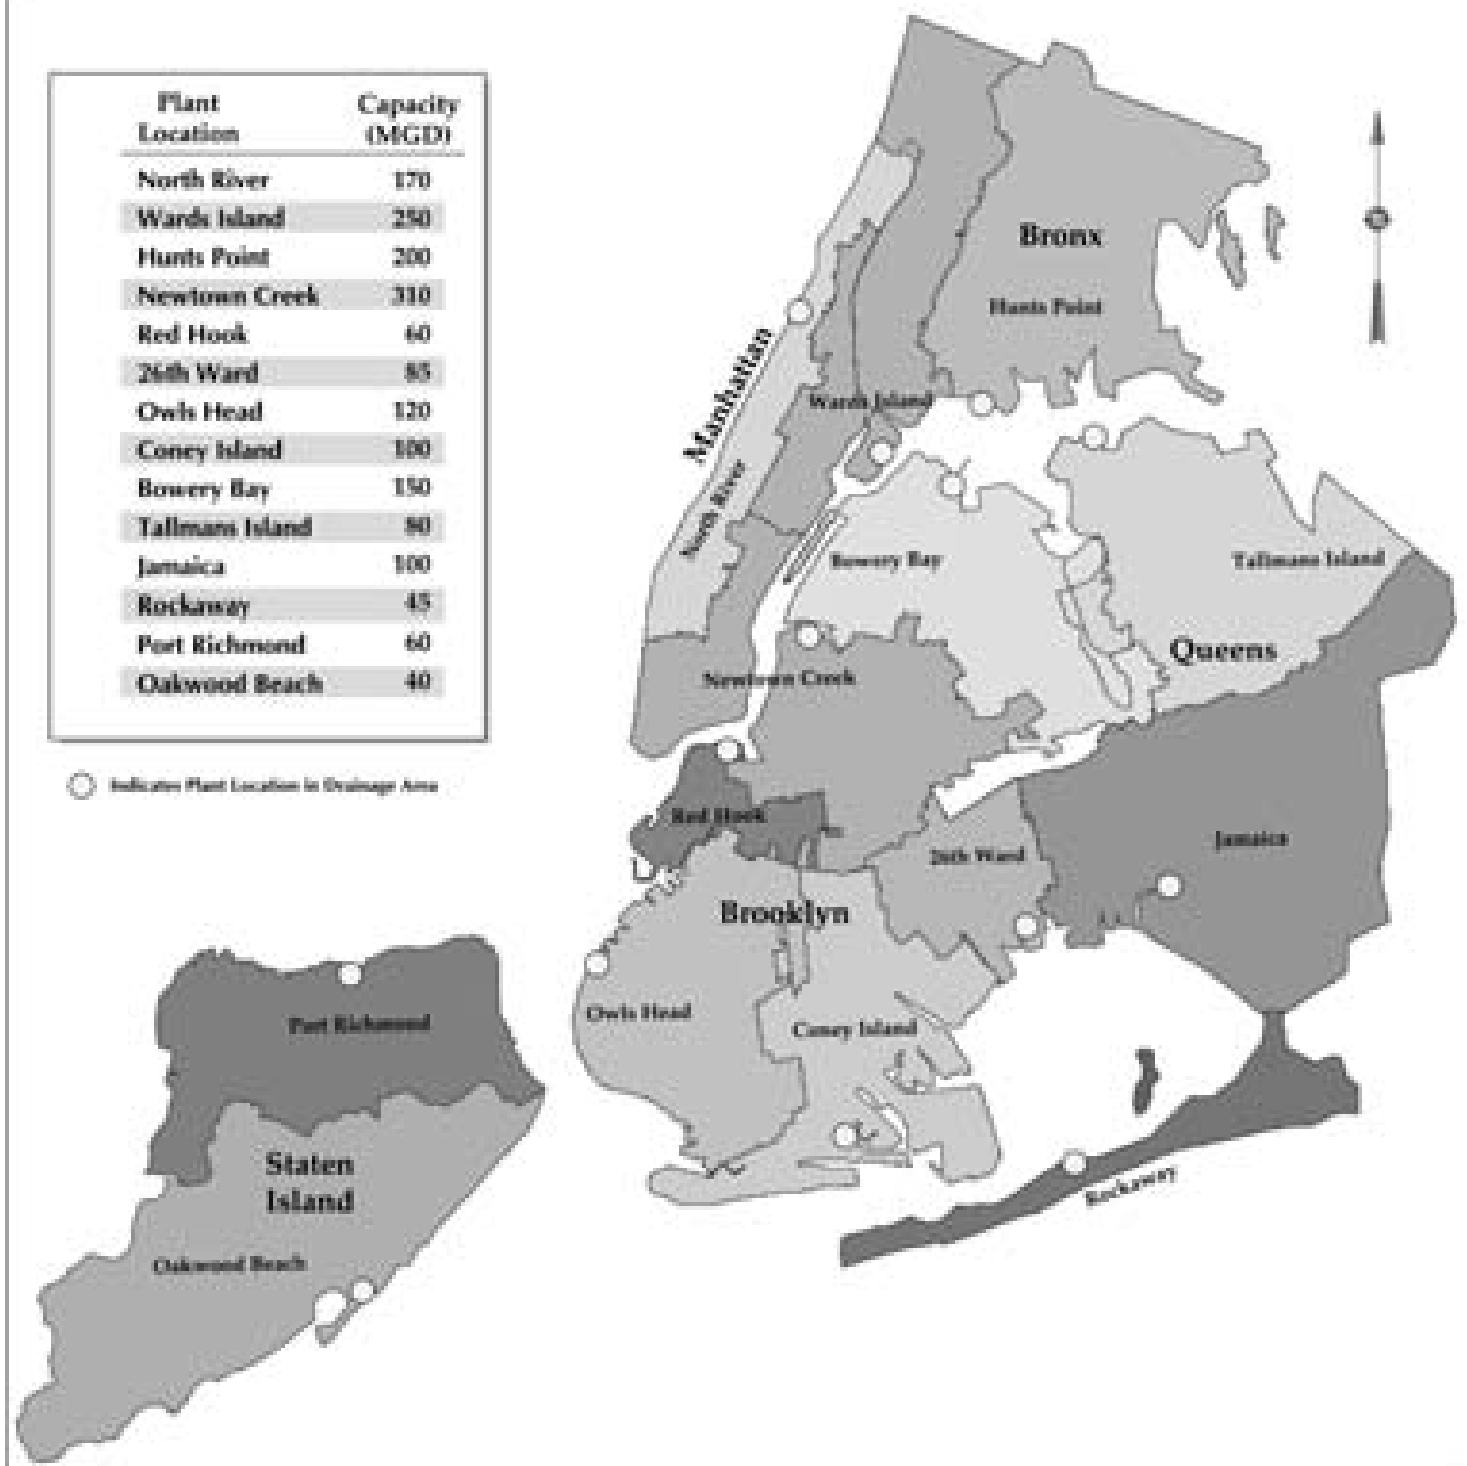 Plant Capacity
Location (MGD)
North River 170
Wards Island 250
Hunts Point 200
Newtown Creek 310
Red Hook 60
26th Ward 85
Owls Head 120
Coney Island 100
Bowery Bay 150
Tallmans Island 80
Jamaica 100
Rockaway 45
Port Richmond 60
Oakwood Beach 40
Indicates Plant Location in Drainage Area
Bronx
Hunts Point
Manhattan
Wards Island
North River
Bowery Bay
Tallmans Island
Queens
Newtown Creek
Red Hook
26th Ward
Jamaica
Brooklyn
Owls Head
Coney Island
Port Richmond
Staten
Island
Rockaway
Oakwood Beach